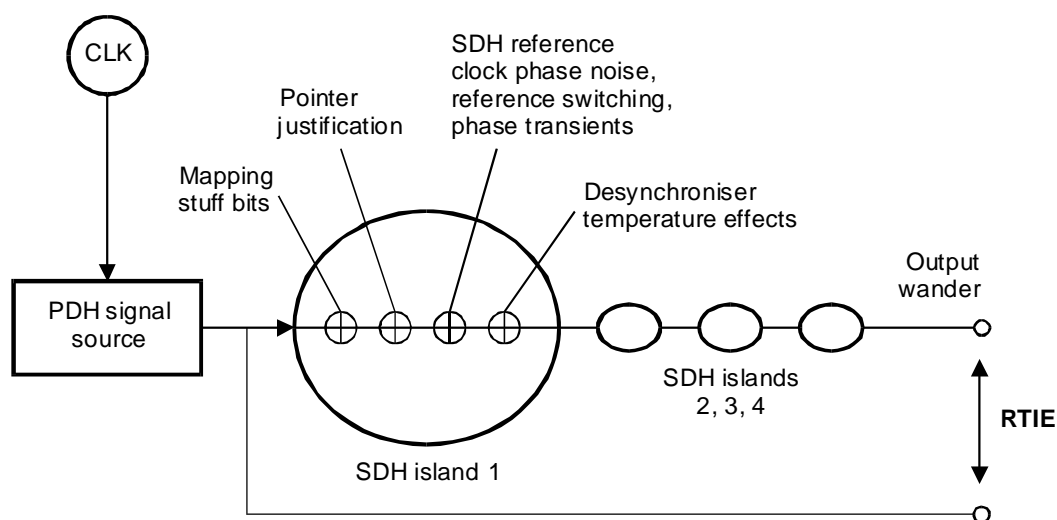 CLK
SDH reference
clock phase noise,
reference switching,
phase transients
Pointer
justification
Mapping
stuff bits
Desynchroniser
temperature effects
PDH signal
source
Output
wander
SDH islands
2, 3, 4
RTIE
SDH island 1